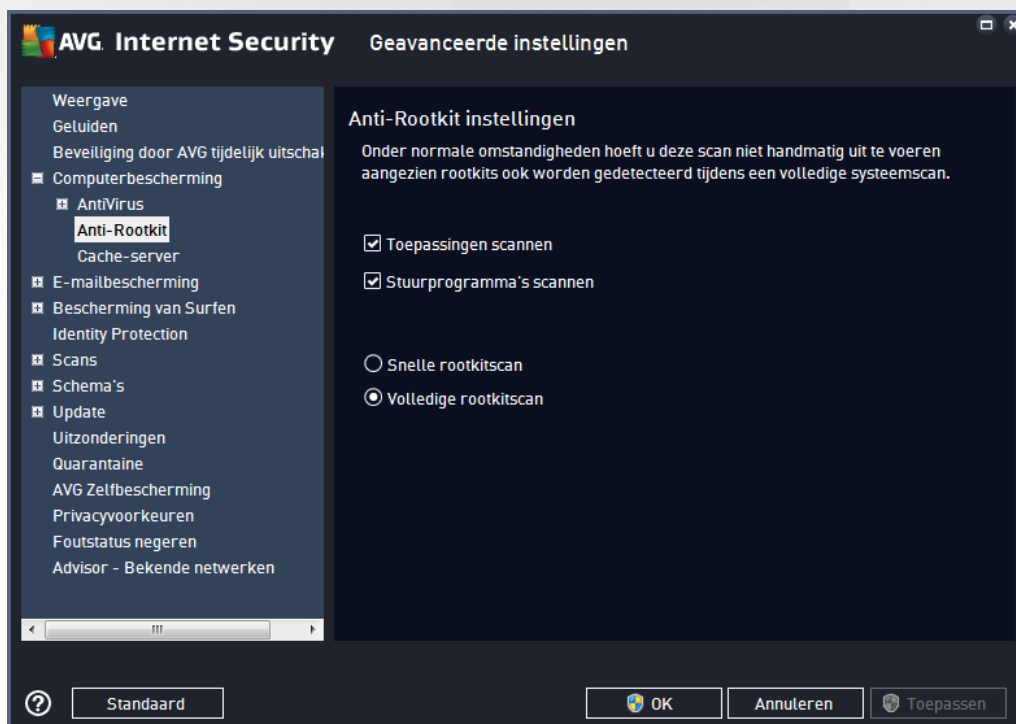 AVG. Internet Security
Geavanceerde instellingen
Weergave
Geluiden
Beveiliging door AVG tijdelijk
Computerbescherming
AntiVirus
Anti-Rootkit
Cache-server
E-mailbescherming
Bescherming van Surfen
Identity Protection
Scans
Schema's
Update
Uitzonderingen
Quarantaine
AVG Zelfbescherming
Privacyvoorkeuren
Foutstatus negeren
Advisor - Bekende netwerken
Anti-Rootkit instellingen
Onder normale omstandigheden hoeft u deze scan niet handmatig uit te voeren
aangezien rootkits ook worden gedetecteerd tijdens een volledige systeemscan.
Toepassingen scannen
Stuurprogramma's scannen
Snelle rootkitscan
Volledige rootkitscan
Standaard
OK
Annuleren
Toepassen